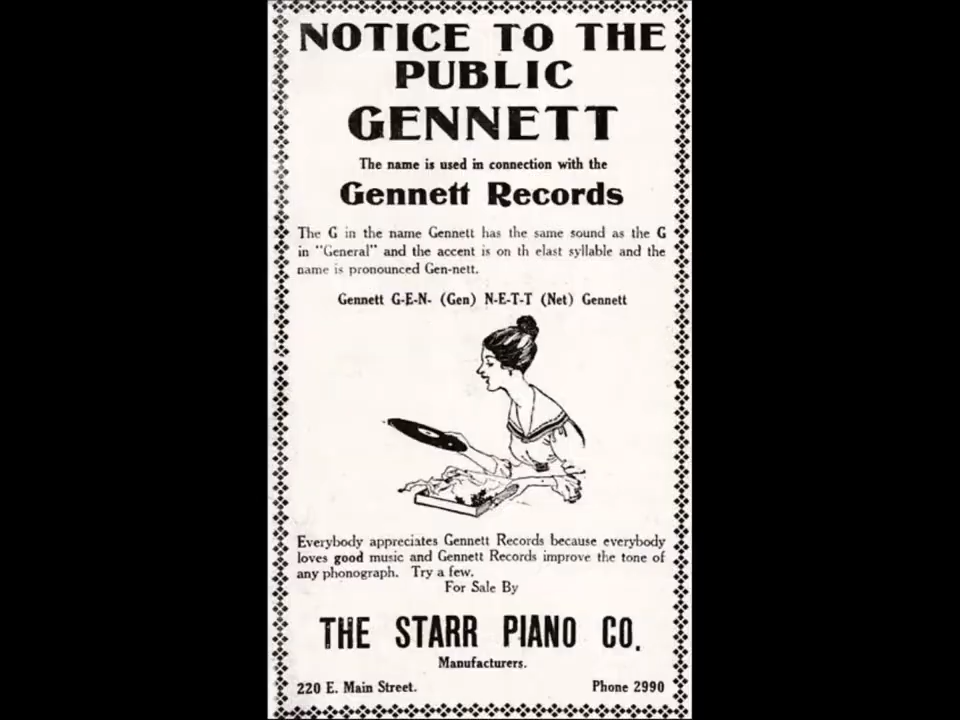 NOTICE TO THE
PUBLIC
GENNETT
The name is used in connection with the
Gennett Records
The G in the name Gennett has the same sound as the G
in "General" and the accent is on th elast syllable and the
name is pronounced Gen-nett.
Gennett G-E-N- (Gen) N-E-T-T (Net) Gennett
Everybody appreciates Gennett Records because everybody
loves good music and Gennett Records improve the tone of
any phonograph. Try a few.
For Sale By
THE STARR PIANO CO.
Manufacturers.
220 E. Main Street. Phone 2990